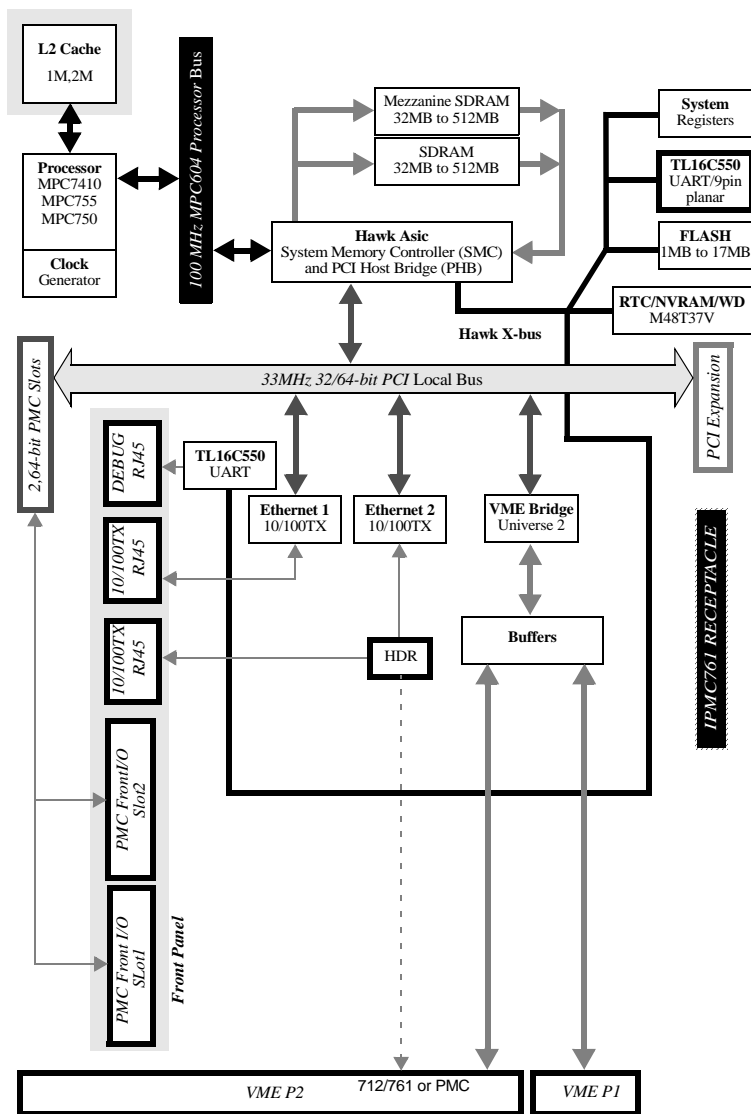 L2 Cache
1M,2M
Processor
MPC7410
MPC755
MPC750
Clock
Generator
100 MHz MPC604 Processor Bus
Mezzanine SDRAM
32MB to 512MB
SDRAM
32MB to 512MB
Hawk Asic
System Memory Controller (SMC)
and PCI Host Bridge (PHB)
System
Registers
TL16C550
UART/9pin
planar
FLASH
1MB to 17MB
RTC/NVRAM/WD
M48T37V
Hawk X-bus
33MHz 32/64-bit PCI Local Bus
2,64-bit PMC Slots
PCI Expansion
DEBUG
RJ45
TL16C550
UART
10/100TX
RJ45
Ethernet 1
10/100TX
Ethernet 2
10/100TX
VME Bridge
Universe 2
10/100TX
RJ45
HDR
Buffers
IPMC761 RECEPTACLE
PMC FrontI/O
Slot2
PMC Front I/O
SLot1
Front Panel
VME P2
712/761 or PMC
VME P1